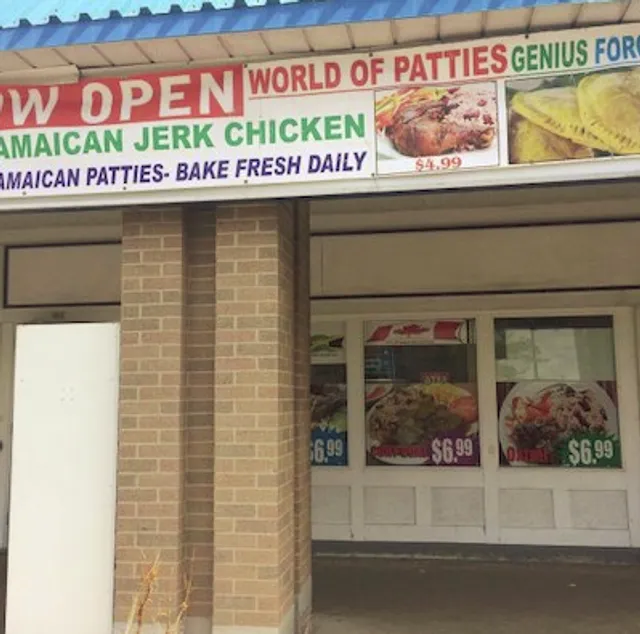 OW OPEN
WORLD OF PATTIES GENIUS FOR
AMAICAN JERK CHICKEN
AMAICAN PATTIES- BAKE FRESH DAILY
$4.99
$6.99
$6.99
$6.99